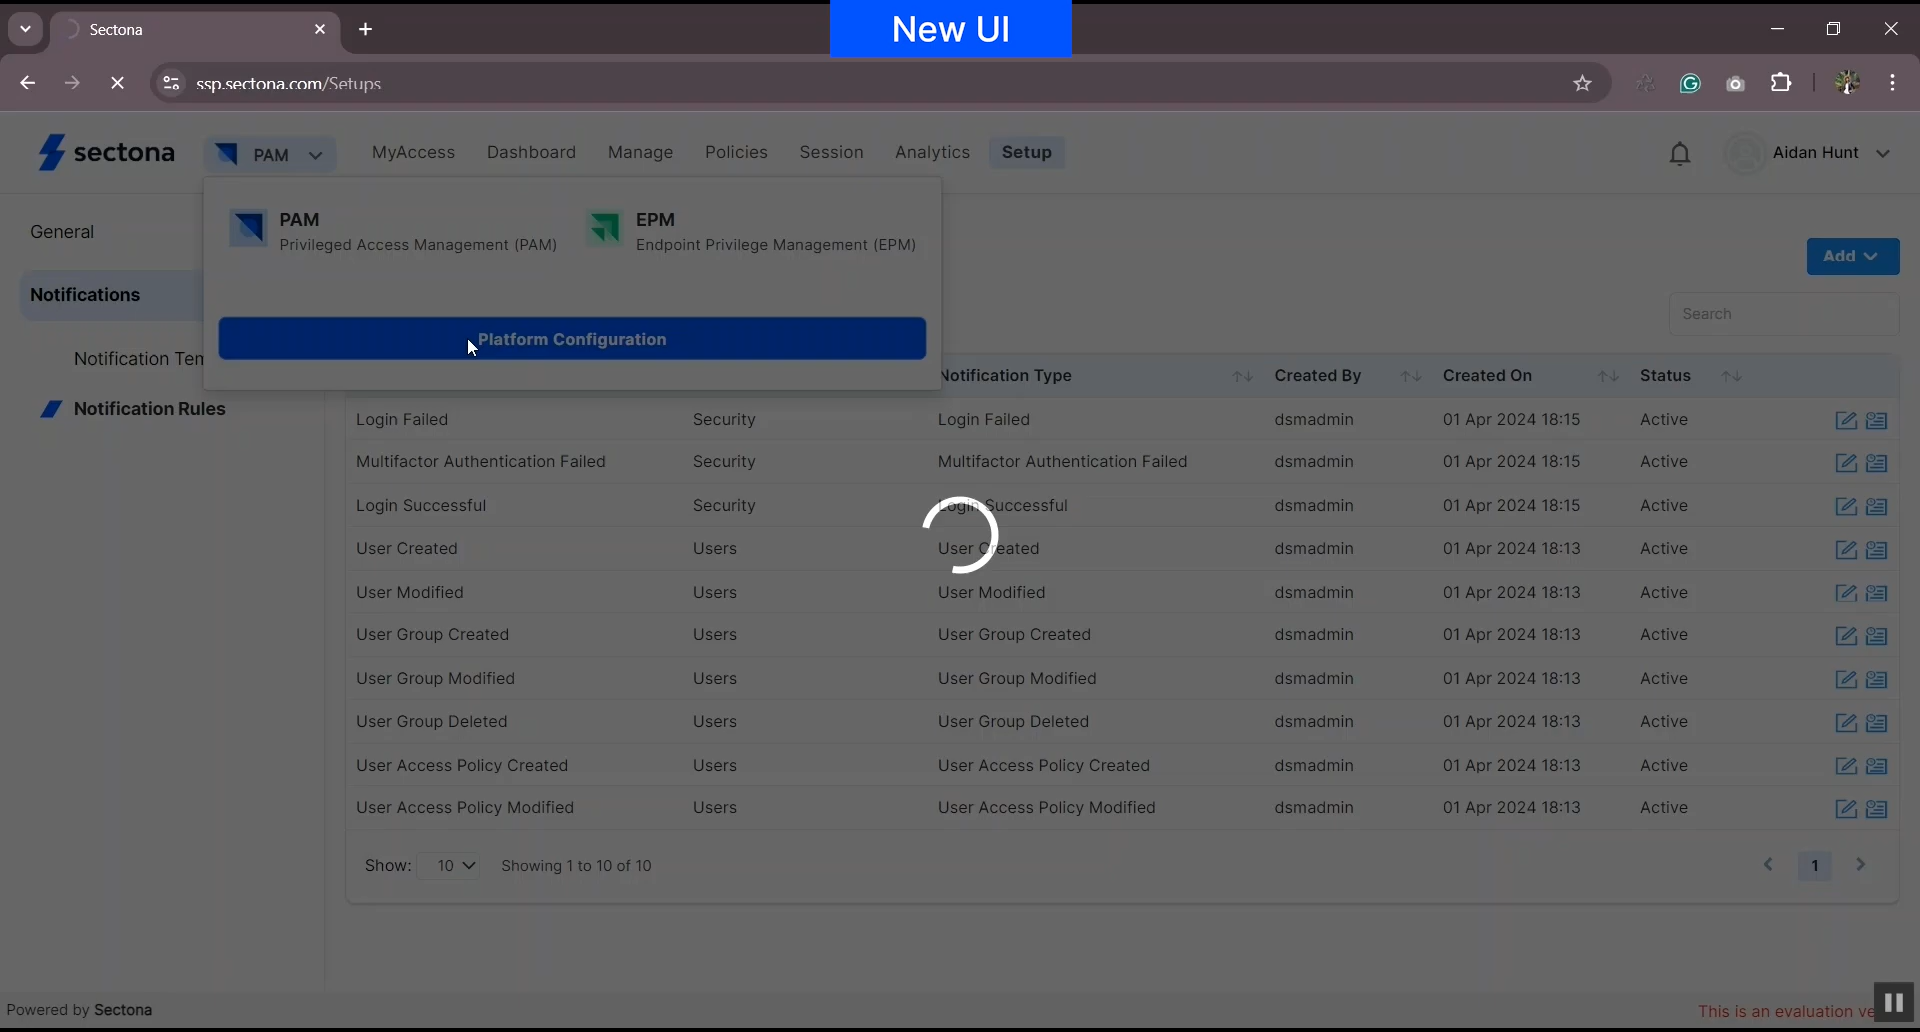 New UI
Sectona
ssp.sectona.com/Setups
sectona PAM MyAccess Dashboard Manage Policies Session Analytics Setup Aidan Hunt
PAM
Privileged Access Management (PAM)
EPM
Endpoint Privilege Management (EPM)
Platform Configuration
General
Notifications
Notification Tem
Notification Rules
Add
Search
Notification Type Created By Created On Status
Login Failed Security Login Failed dsmadmin 01 Apr 2024 18:15 Active
Multifactor Authentication Failed Security Multifactor Authentication Failed dsmadmin 01 Apr 2024 18:15 Active
Login Successful Security Login Successful dsmadmin 01 Apr 2024 18:15 Active
User Created Users User Created dsmadmin 01 Apr 2024 18:13 Active
User Modified Users User Modified dsmadmin 01 Apr 2024 18:13 Active
User Group Created Users User Group Created dsmadmin 01 Apr 2024 18:13 Active
User Group Modified Users User Group Modified dsmadmin 01 Apr 2024 18:13 Active
User Group Deleted Users User Group Deleted dsmadmin 01 Apr 2024 18:13 Active
User Access Policy Created Users User Access Policy Created dsmadmin 01 Apr 2024 18:13 Active
User Access Policy Modified Users User Access Policy Modified dsmadmin 01 Apr 2024 18:13 Active
Show: 10 Showing 1 to 10 of 10 1
Powered by Sectona
This is an evaluation ve